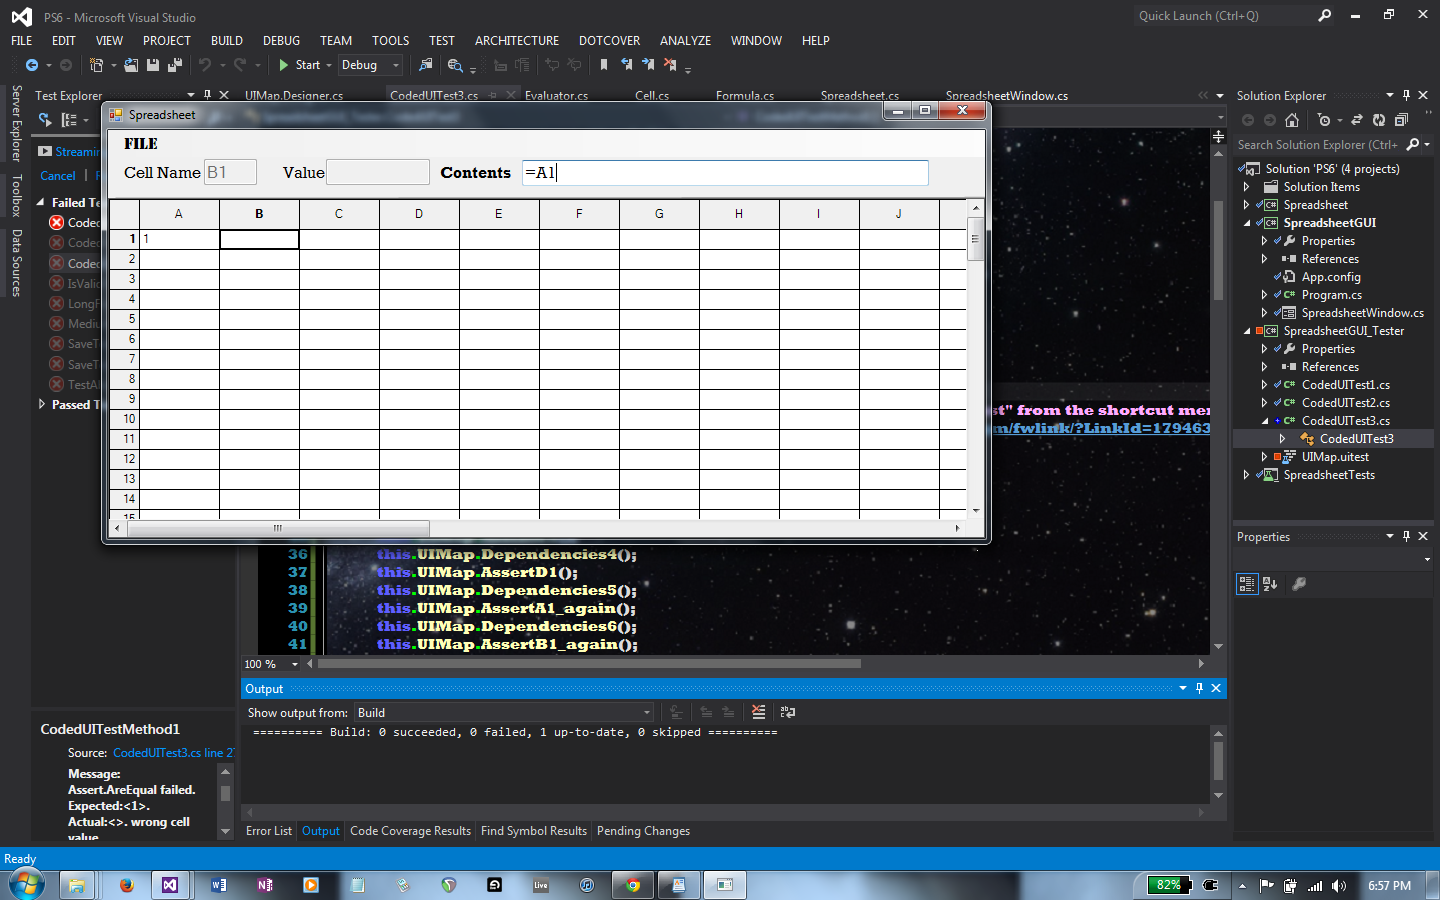 PS6 - Microsoft Visual Studio
Quick Launch (Ctrl+Q)
FILE EDIT VIEW PROJECT BUILD DEBUG TEAM TOOLS TEST ARCHITECTURE DOTCOVER ANALYZE WINDOW HELP
Start Debug
Server Explorer
Toolbox
Data Sources
Test Explorer
Streamin
Cancel
Failed Te
Coded
Coded
Coded
IsValid
LongF
Mediu
SaveT
SaveT
TestAl
Passed T
UIMap.Designer.cs CodedUITest3.cs Evaluator.cs Cell.cs Formula.cs Spreadsheet.cs SpreadsheetWindow.cs
Spreadsheet
FILE
Cell Name B1 Value Contents =A1
A B C D E F G H I J
1 1
2
3
4
5
6
7
8
9
10
11
12
13
14
15
st" from the shortcut men
m/fwlink/?LinkId=179463
36 this.UIMap.Dependencies4();
37 this.UIMap.AssertD1();
38 this.UIMap.Dependencies5();
39 this.UIMap.AssertA1_again();
40 this.UIMap.Dependencies6();
41 this.UIMap.AssertB1_again();
100 %
Output
Show output from: Build
========== Build: 0 succeeded, 0 failed, 1 up-to-date, 0 skipped ==========
Error List Output Code Coverage Results Find Symbol Results Pending Changes
CodedUITestMethod1
Source: CodedUITest3.cs line 27
Message:
Assert.AreEqual failed.
Expected:<1>.
Actual:<>. wrong cell
value
Solution Explorer
Search Solution Explorer (Ctrl+
Solution 'PS6' (4 projects)
Solution Items
Spreadsheet
SpreadsheetGUI
Properties
References
App.config
Program.cs
SpreadsheetWindow.cs
SpreadsheetGUI_Tester
Properties
References
CodedUITest1.cs
CodedUITest2.cs
CodedUITest3.cs
CodedUITest3
UIMap.uitest
SpreadsheetTests
Properties
Ready
Live
82%
6:57 PM